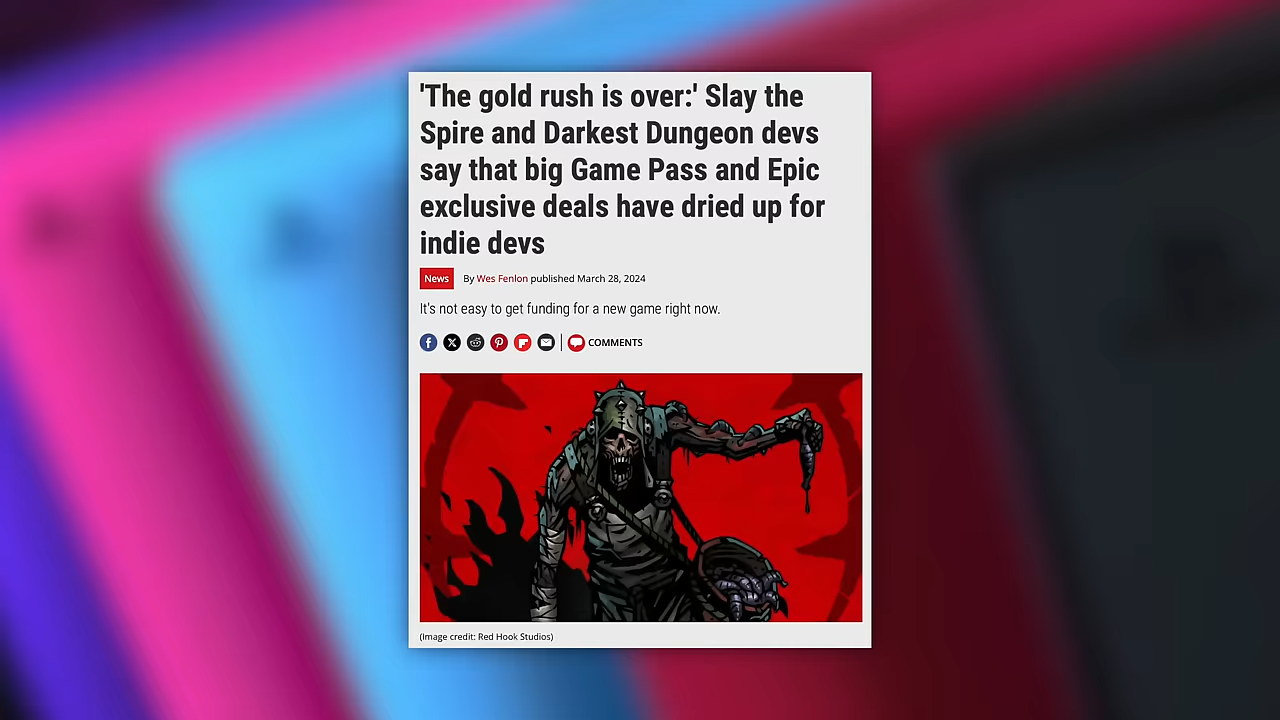 'The gold rush is over:' Slay the
Spire and Darkest Dungeon devs
say that big Game Pass and Epic
exclusive deals have dried up for
indie devs
News By Wes Fenlon published March 28, 2024
It's not easy to get funding for a new game right now.
COMMENTS
(Image credit: Red Hook Studios)